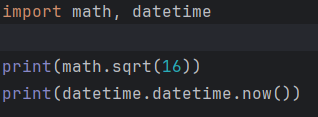 import math, datetime
print(math.sqrt(16))
print(datetime.datetime.now())